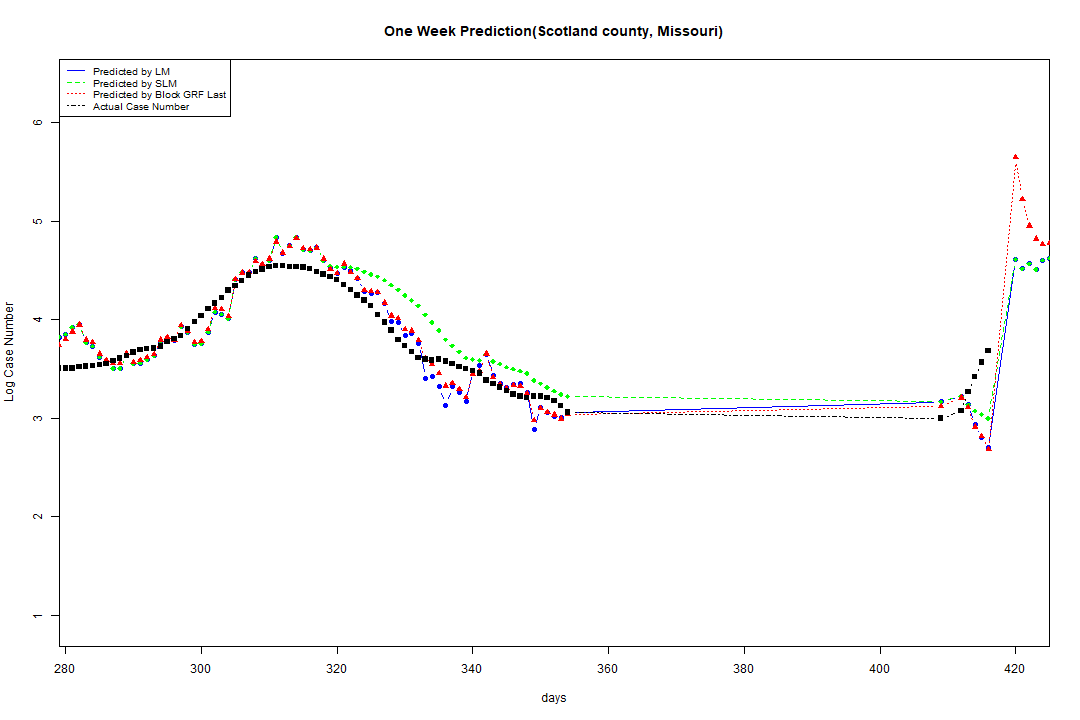 One Week Prediction(Scotland county, Missouri)
Predicted by LM
Predicted by SLM
Predicted by Block GRF Last
Actual Case Number
Log Case Number
6
5
4
3
2
1
280 300 320 340 360 380 400 420
days